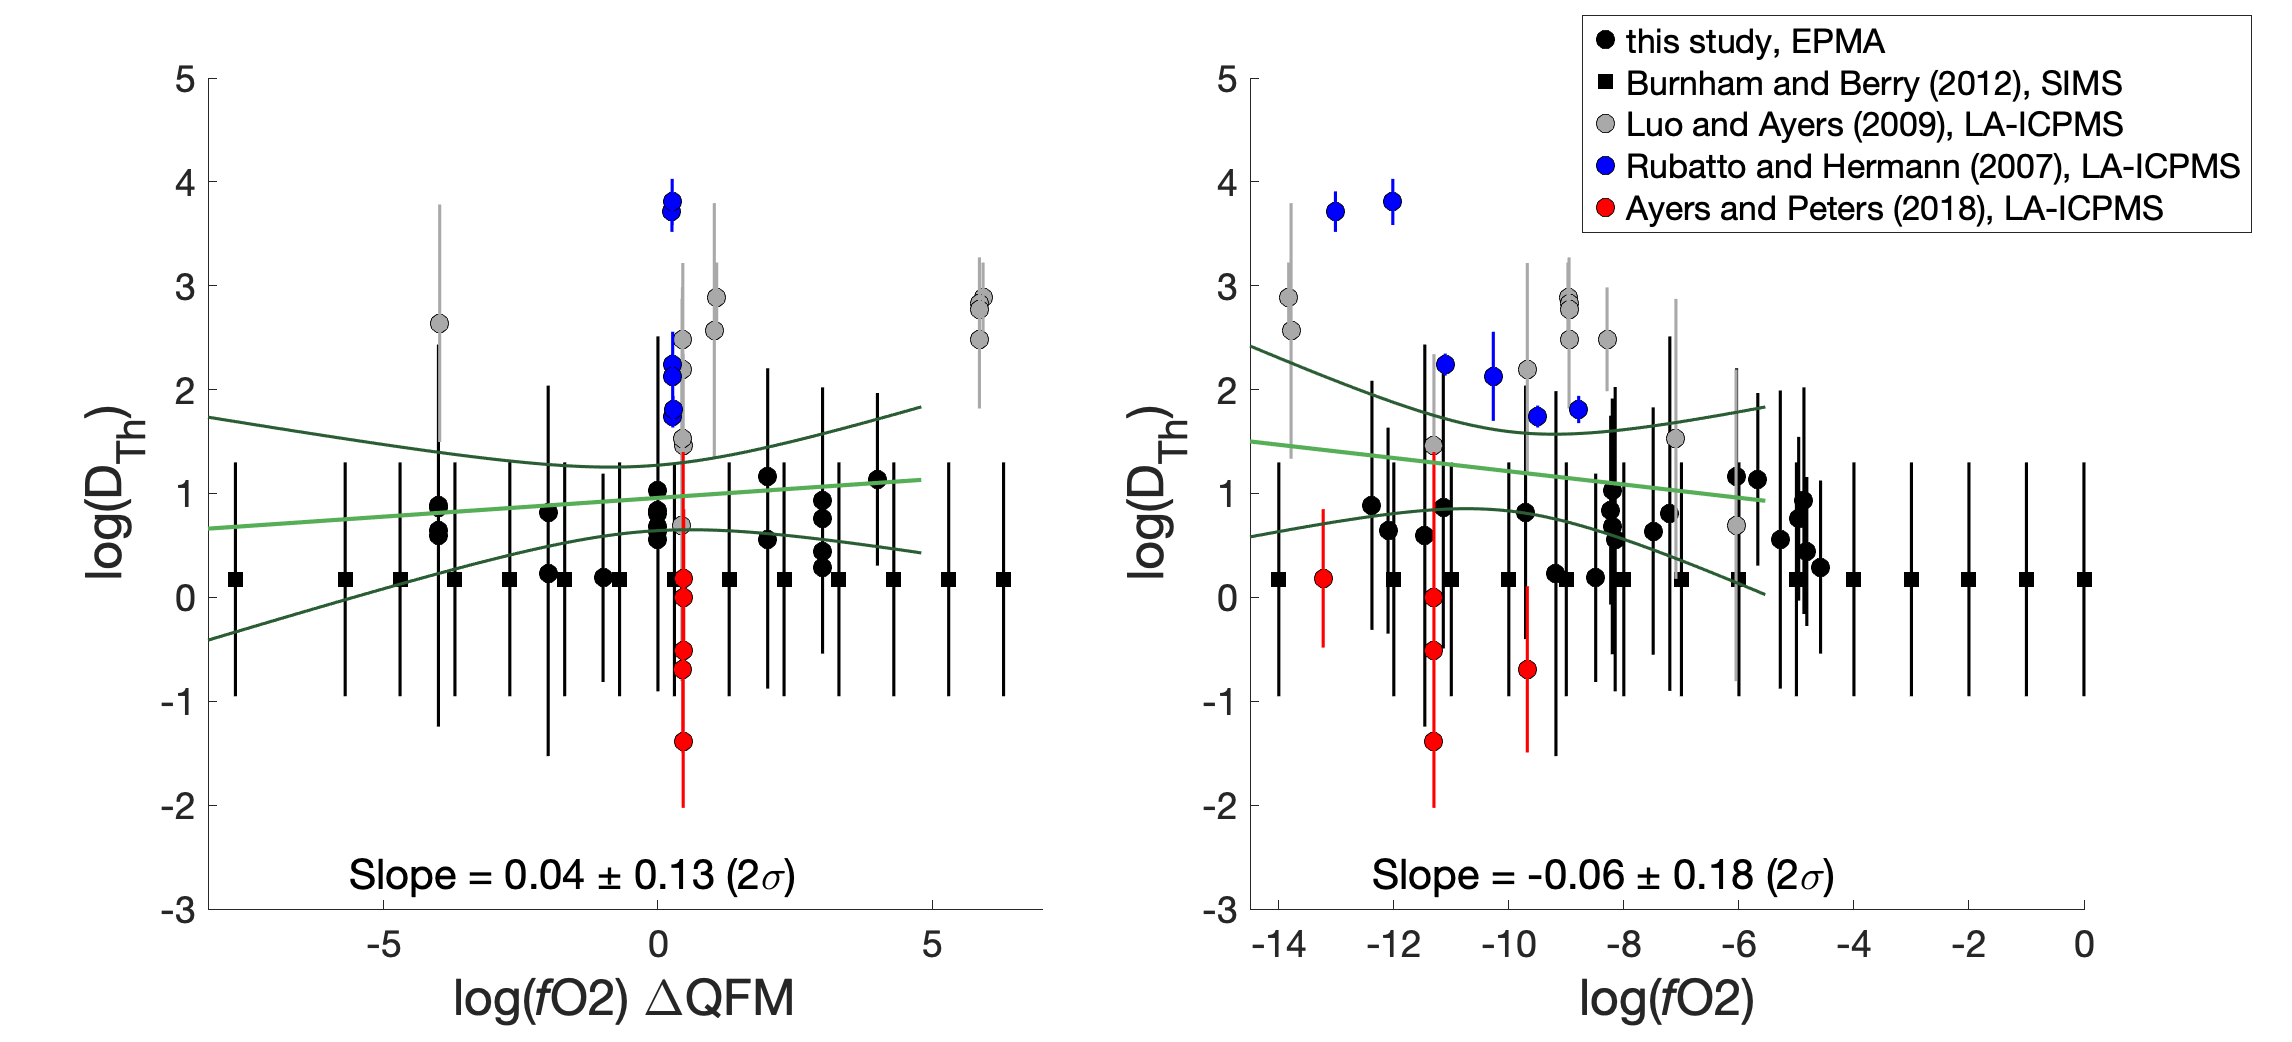 this study, EPMA
Burnham and Berry (2012), SIMS
Luo and Ayers (2009), LA-ICPMS
Rubatto and Hermann (2007), LA-ICPMS
Ayers and Peters (2018), LA-ICPMS
5
4
3
2
1
0
-1
-2
-3
log(D_Th)
Slope = 0.04 ± 0.13 (2σ)
-5 0 5
log(fO2) ΔQFM
5
4
3
2
1
0
-1
-2
-3
log(D_Th)
Slope = -0.06 ± 0.18 (2σ)
-14 -12 -10 -8 -6 -4 -2 0
log(fO2)